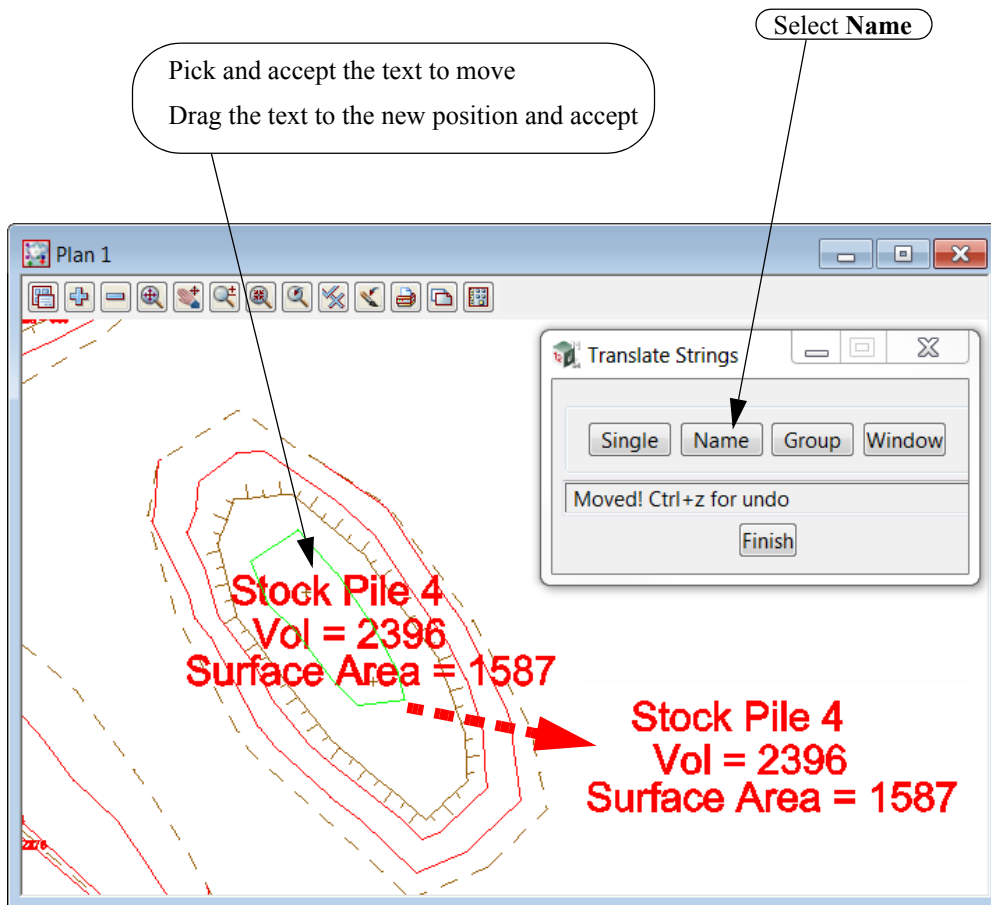 Select Name
Pick and accept the text to move
Drag the text to the new position and accept
Plan 1
Translate Strings
Single Name Group Window
Moved! Ctrl+z for undo
Finish
Stock Pile 4
Vol = 2396
Surface Area = 1587
Stock Pile 4
Vol = 2396
Surface Area = 1587